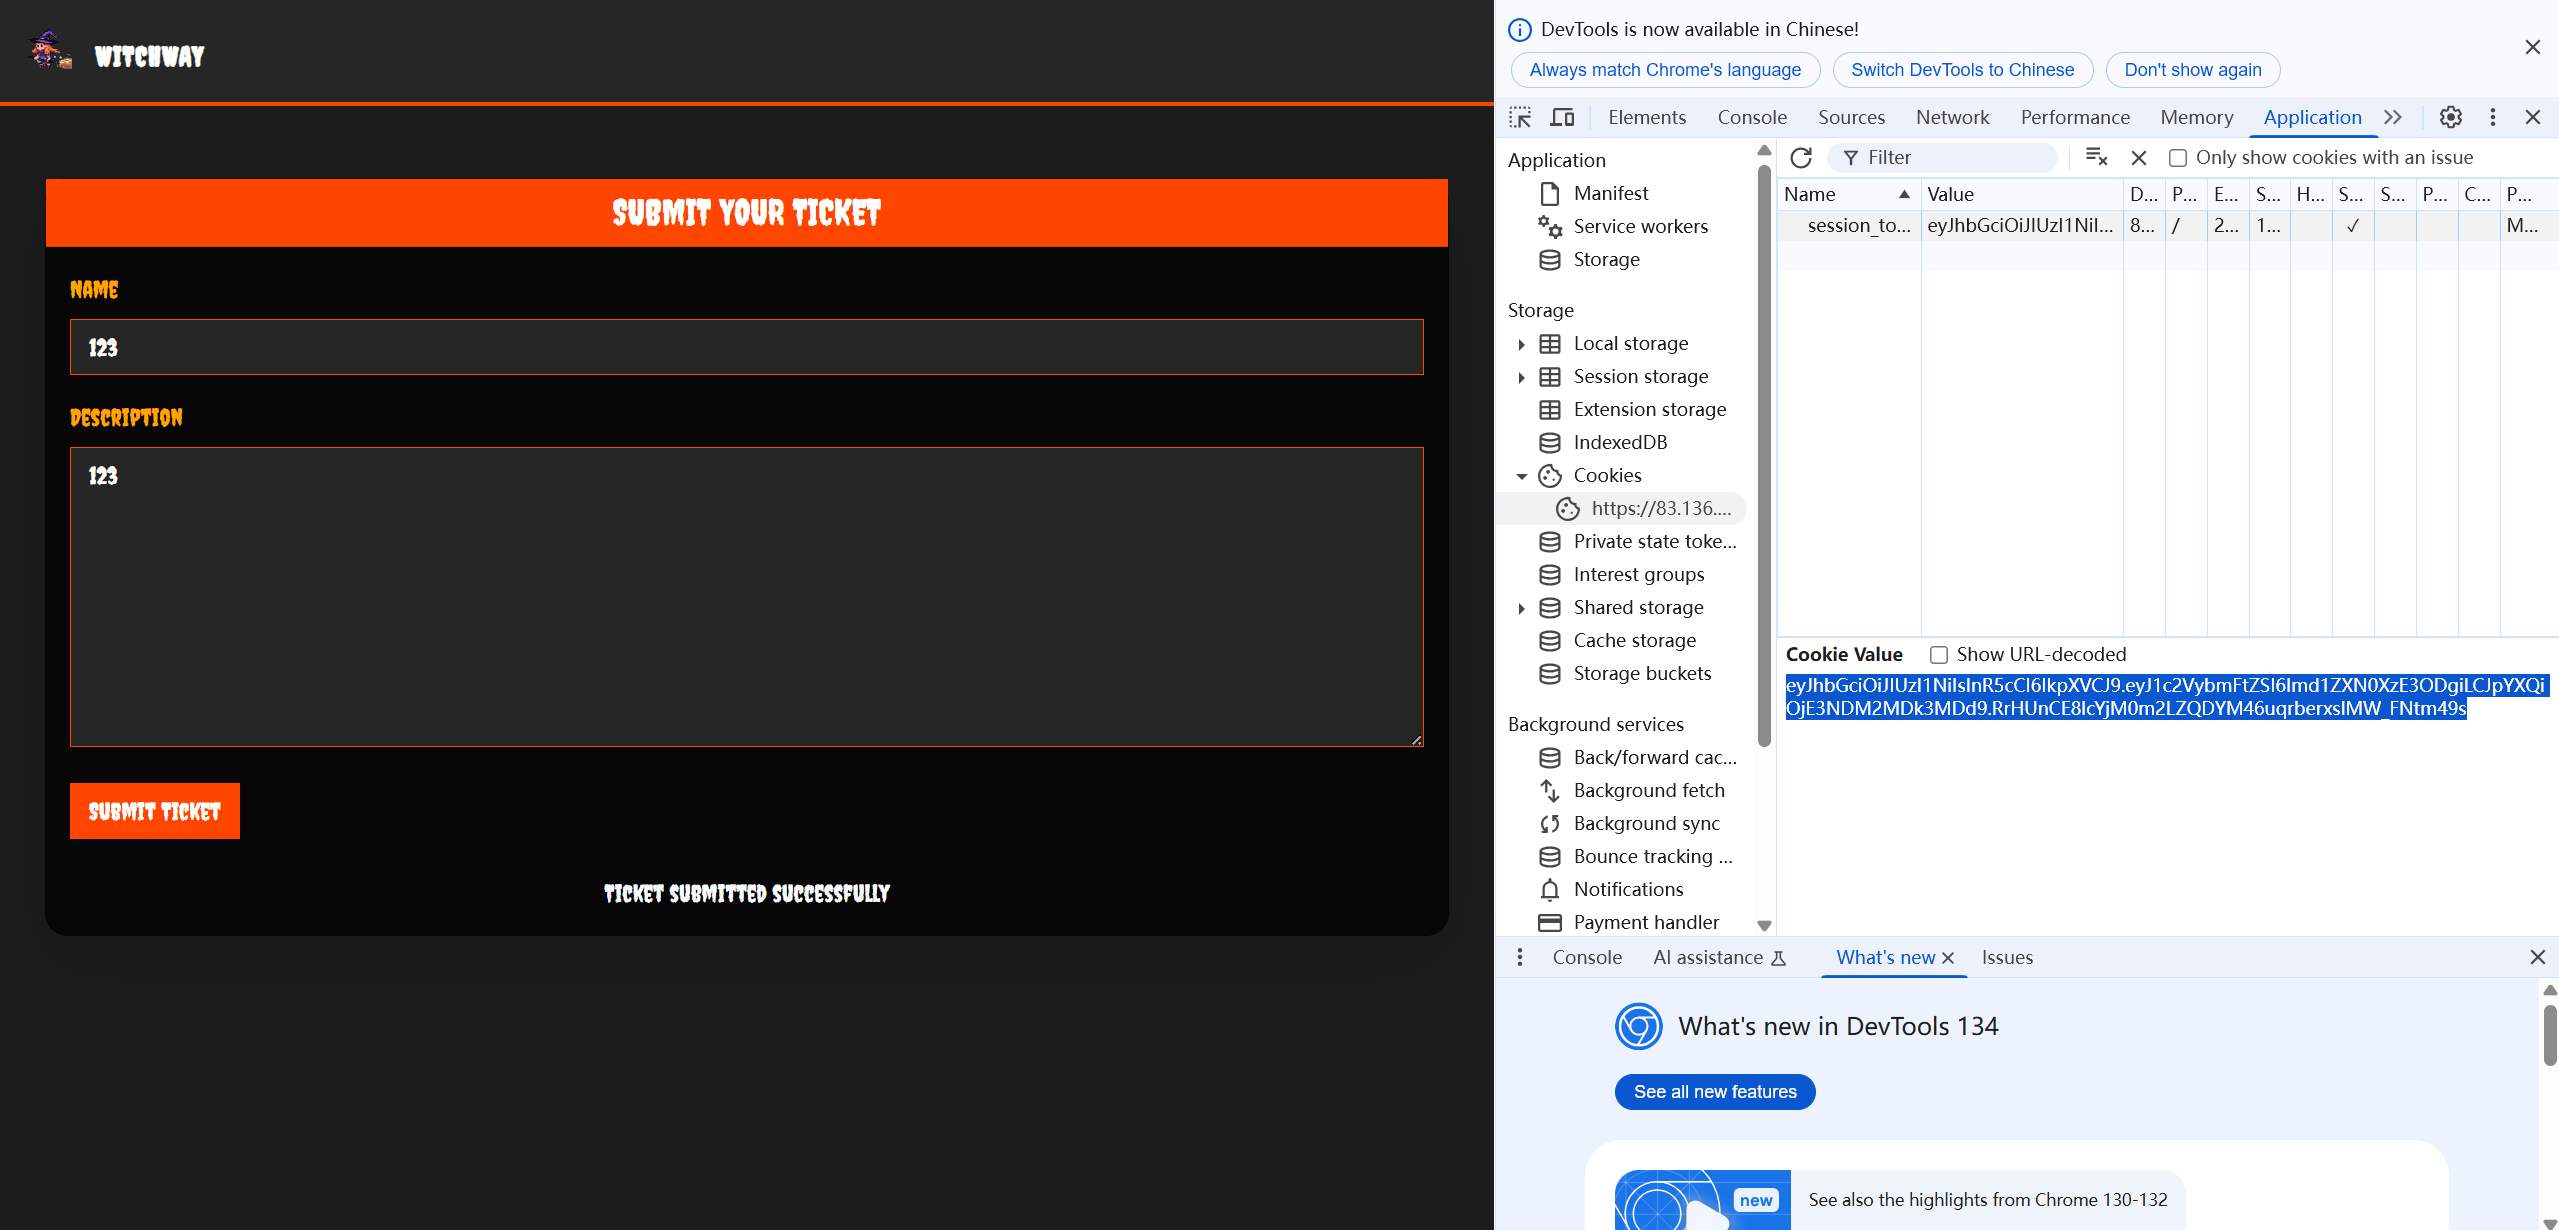 WITCHWAY
SUBMIT YOUR TICKET
NAME
123
DESCRIPTION
123
SUBMIT TICKET
TICKET SUBMITTED SUCCESSFULLY
DevTools is now available in Chinese!
Always match Chrome's language
Switch DevTools to Chinese
Don't show again
Elements Console Sources Network Performance Memory Application
Application
Manifest
Service workers
Storage
Storage
Local storage
Session storage
Extension storage
IndexedDB
Cookies
https://83.136....
Private state toke...
Interest groups
Shared storage
Cache storage
Storage buckets
Background services
Back/forward cac...
Background fetch
Background sync
Bounce tracking ...
Notifications
Payment handler
Filter
Only show cookies with an issue
Name Value D... P... E... S... H... S... S... P... C... P...
session_to... eyJhbGciOiJIUzI1NiI... 8... / 2... 1... ✓ M...
Cookie Value Show URL-decoded
eyJhbGciOiJIUzI1NiIsInR5cCI6IkpXVCJ9.eyJ1c2VybmFtZSI6Imd1ZXN0XzE3ODgiLCJpYXQi
OjE3NDM2MDk3MDd9.RrHUnCE8IcYjM0m2LZQDYM46uqrberxsIMW_FNtm49s
Console AI assistance What's new Issues
What's new in DevTools 134
See all new features
new
See also the highlights from Chrome 130-132